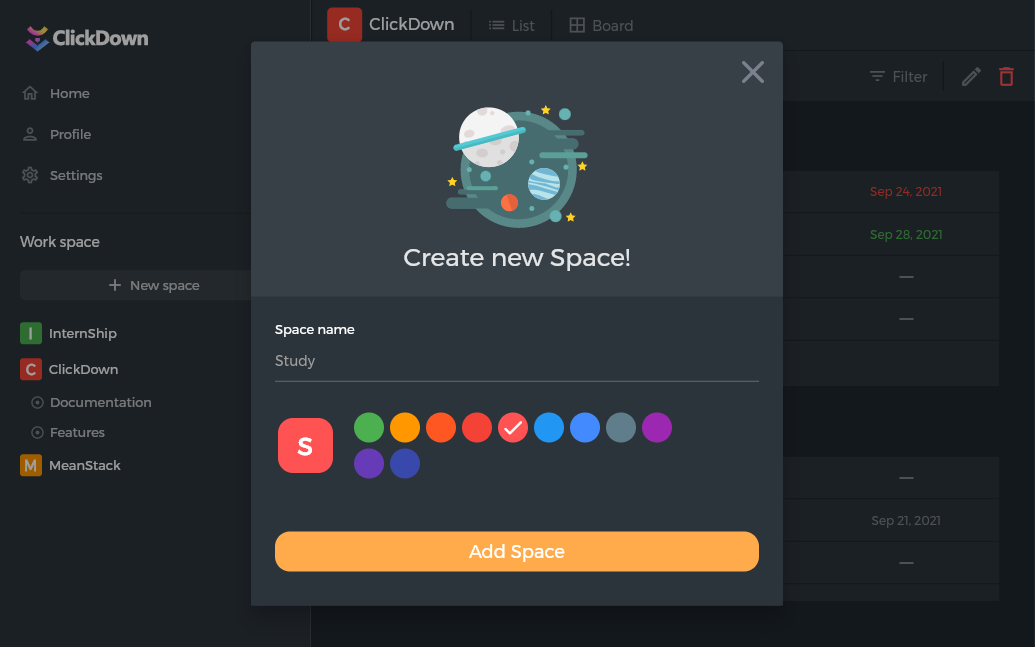 ClickDown
Home
Profile
Settings
Work space
New space
I InternShip
C ClickDown
Documentation
Features
M MeanStack
C ClickDown
List
Board
Filter
Sep 24, 2021
Sep 28, 2021
Sep 21, 2021
Create new Space!
Space name
Study
S
Add Space